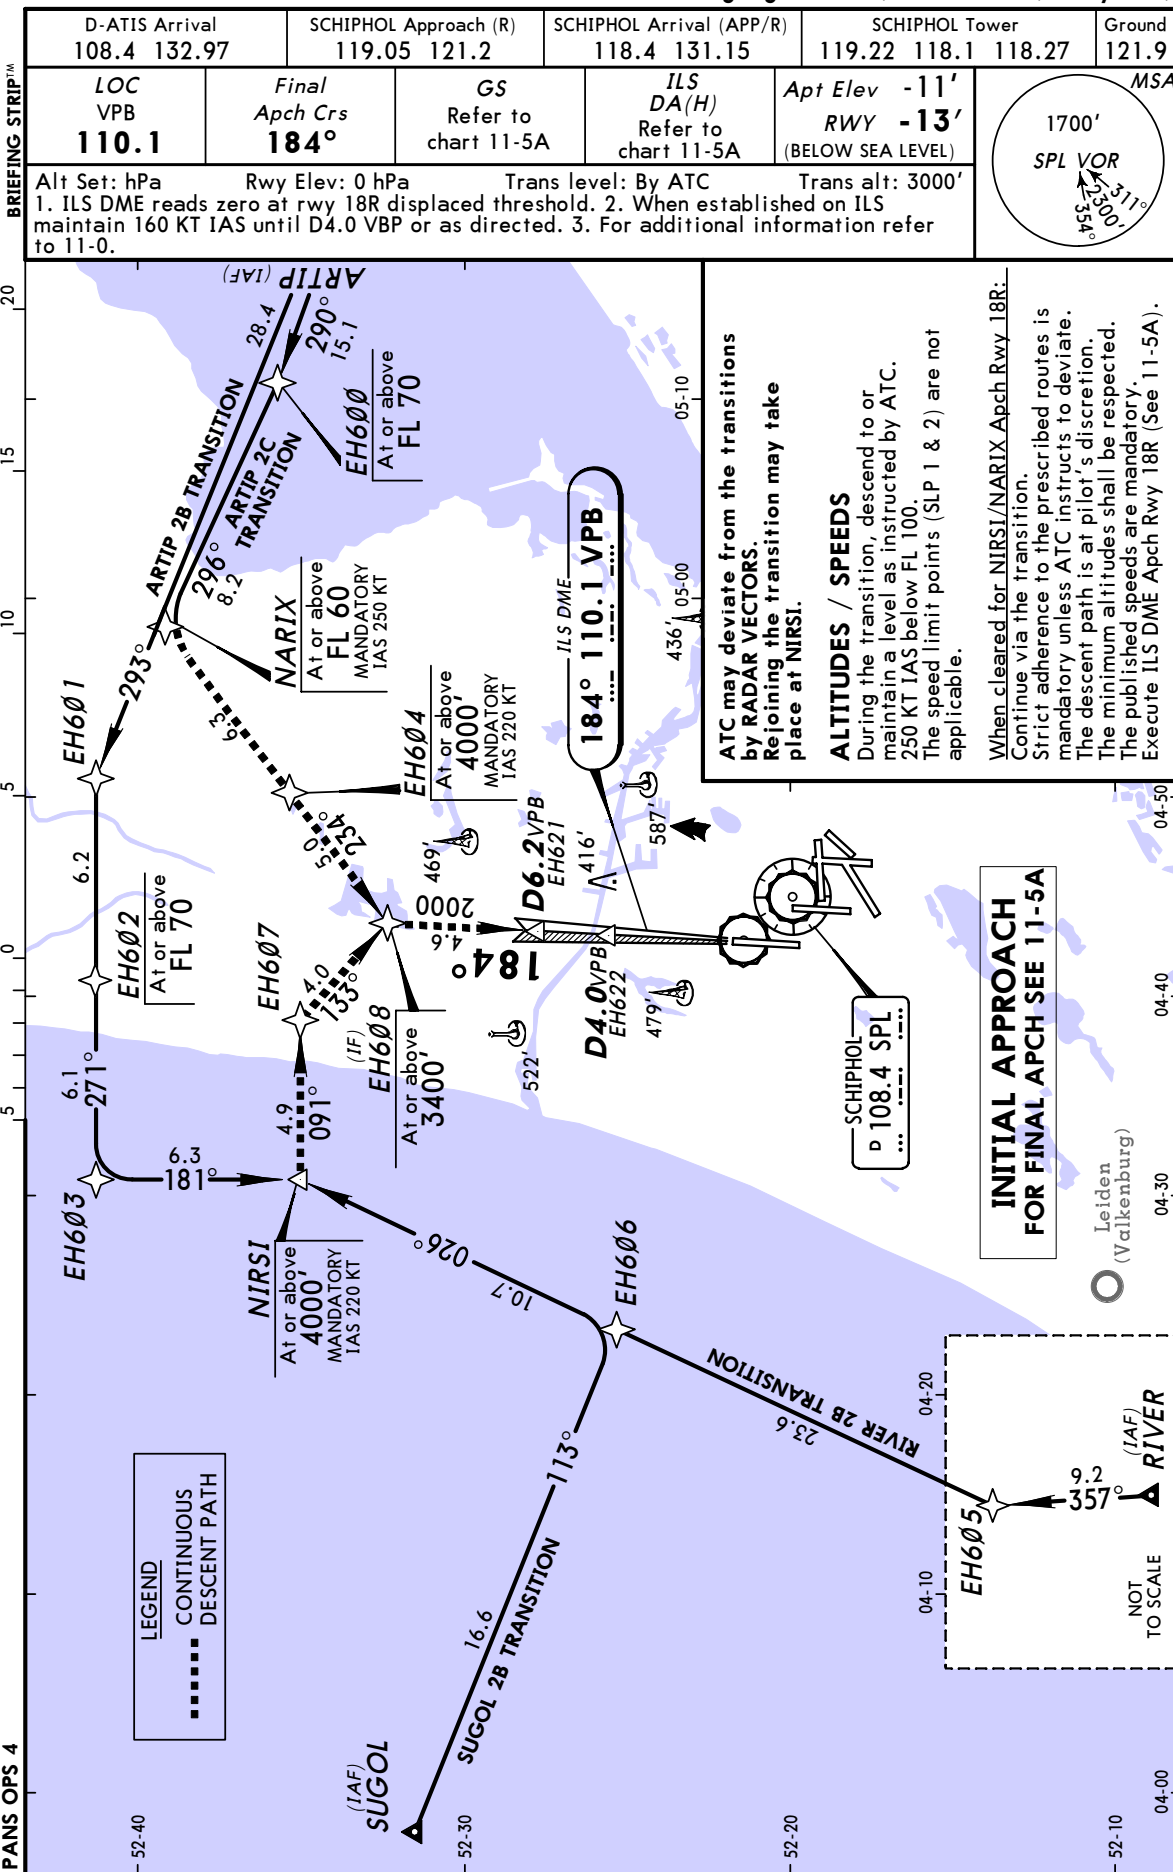 BRIEFING STRIP™
D-ATIS Arrival
108.4 132.97
SCHIPHOL Approach (R)
119.05 121.2
SCHIPHOL Arrival (APP/R)
118.4 131.15
SCHIPHOL Tower
119.22 118.1 118.27
Ground
121.9
LOC
VPB
110.1
Final
Apch Crs
184°
GS
Refer to
chart 11-5A
ILS
DA(H)
Refer to
chart 11-5A
Apt Elev -11'
RWY -13'
(BELOW SEA LEVEL)
MSA
1700'
SPL VOR
311°
2300'
354°
Alt Set: hPa Rwy Elev: 0 hPa Trans level: By ATC Trans alt: 3000'
1. ILS DME reads zero at rwy 18R displaced threshold. 2. When established on ILS
maintain 160 KT IAS until D4.0 VBP or as directed. 3. For additional information refer
to 11-0.
20
15
10
5
0
5
PANS OPS 4
ARTIP (IAF)
28.4
290°
15.1
EH6ØØ
At or above
FL 70
ARTIP 2B TRANSITION
ARTIP 2C
TRANSITION
296°
8.2
NARIX
At or above
FL 60
MANDATORY
IAS 250 KT
293°
EH6Ø1
6.3
EH6Ø4
At or above
4000'
MANDATORY
IAS 220 KT
6.2
EH6Ø2
At or above
FL 70
234°
5.0
EH6Ø7
4.0
133°
6.1
271°
EH6Ø3
6.3
181°
4.9
091°
NIRSI
At or above
4000'
MANDATORY
IAS 220 KT
(IF)
EH6Ø8
At or above
3400'
2000
4.6
184°
D6.2VPB
EH621
D4.0VPB
EH622
469'
416'
587'
436'
479'
522'
ILS DME
184° 110.1 VPB
SCHIPHOL
D 108.4 SPL
026°
10.7
EH6Ø6
RIVER 2B TRANSITION
23.6
113°
16.6
SUGOL 2B TRANSITION
(IAF)
SUGOL
EH6Ø5
9.2
357°
(IAF)
RIVER
NOT
TO SCALE
Leiden
(Valkenburg)
LEGEND
CONTINUOUS
DESCENT PATH
INITIAL APPROACH
FOR FINAL APCH SEE 11-5A
ATC may deviate from the transitions
by RADAR VECTORS.
Rejoining the transition may take
place at NIRSI.
ALTITUDES / SPEEDS
During the transition, descend to or
maintain a level as instructed by ATC.
250 KT IAS below FL 100.
The speed limit points (SLP 1 & 2) are not
applicable.
When cleared for NIRSI/NARIX Apch Rwy 18R:
Continue via the transition.
Strict adherence to the prescribed routes is
mandatory unless ATC instructs to deviate.
The descent path is at pilot's discretion.
The minimum altitudes shall be respected.
The published speeds are mandatory.
Execute ILS DME Apch Rwy 18R (See 11-5A).
05-10
05-00
04-50
04-40
04-30
04-20
04-10
04-00
52-40
52-30
52-20
52-10